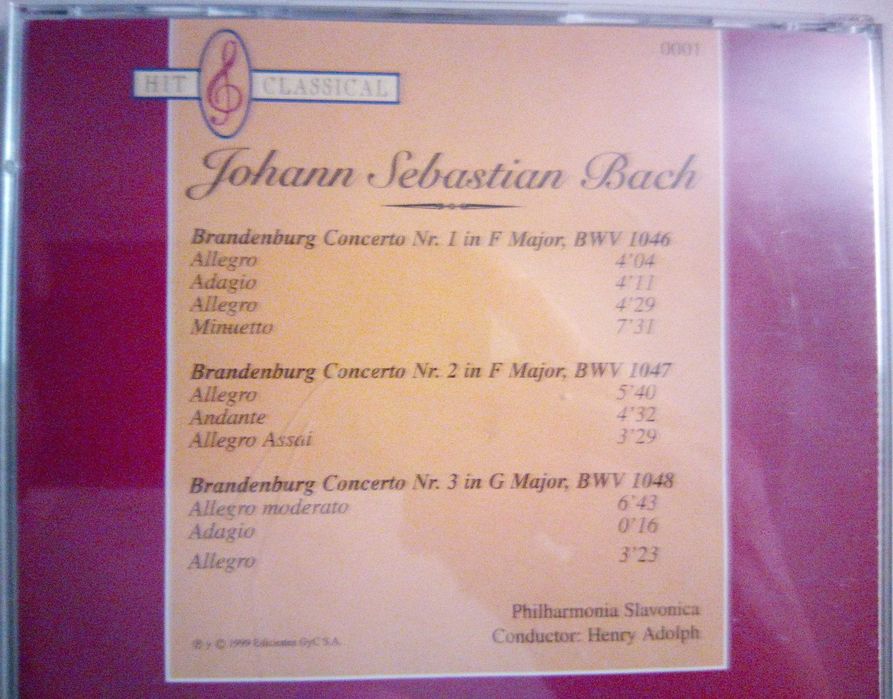 0001
HIT CLASSICAL
Johann Sebastian Bach
Brandenburg Concerto Nr. 1 in F Major, BWV 1046
Allegro 4'04
Adagio 4'11
Allegro 4'29
Minuetto 7'31
Brandenburg Concerto Nr. 2 in F Major, BWV 1047
Allegro 5'40
Andante 4'32
Allegro Assai 3'29
Brandenburg Concerto Nr. 3 in G Major, BWV 1048
Allegro moderato 6'43
Adagio 0'16
Allegro 3'23
Philharmonia Slavonica
Conductor: Henry Adolph
℗ y © 1999 Ediciones GyC S.A.